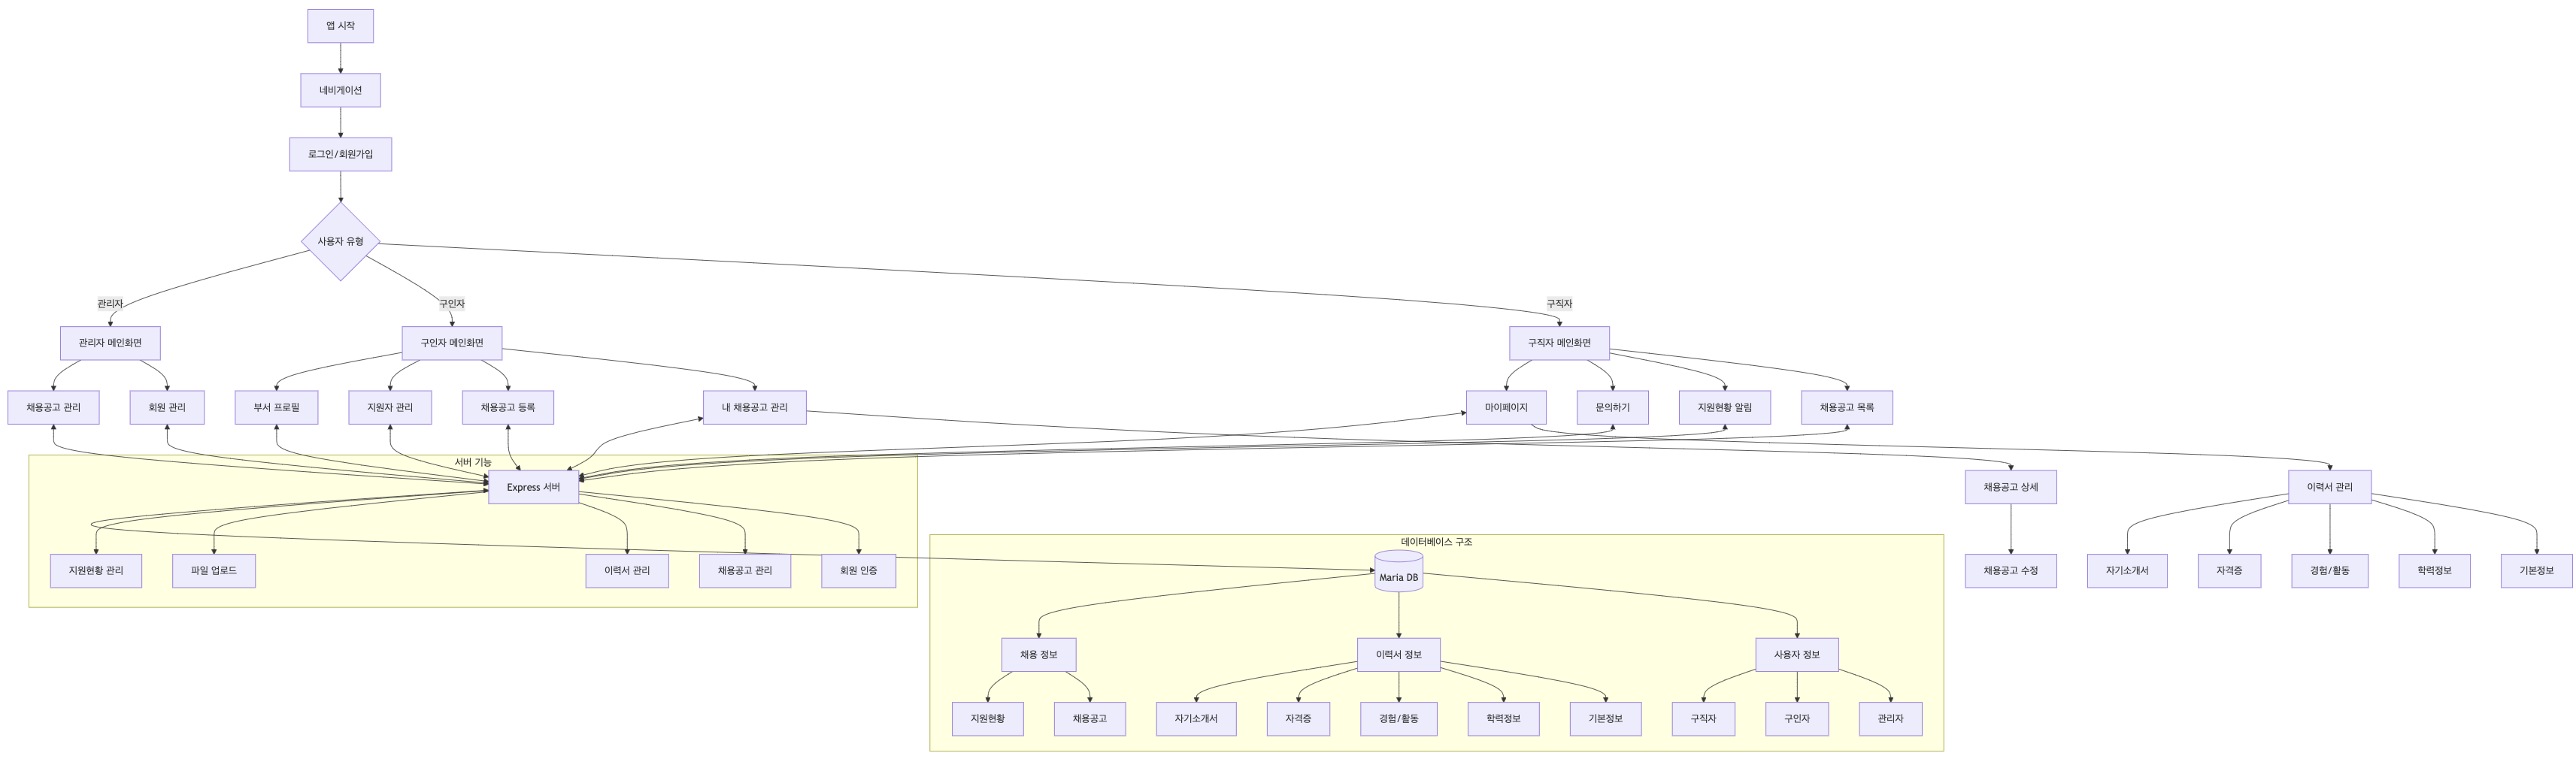 앱 시작
네비게이션
로그인/회원가입
사용자 유형
관리자
구인자
구직자
관리자 메인화면
구인자 메인화면
구직자 메인화면
채용공고 관리
회원 관리
부서 프로필
지원자 관리
채용공고 등록
내 채용공고 관리
마이페이지
문의하기
지원현황 알림
채용공고 목록
서버 기능
Express 서버
채용공고 상세
이력서 관리
지원현황 관리
파일 업로드
이력서 관리
채용공고 관리
회원 인증
데이터베이스 구조
Maria DB
채용공고 수정
자기소개서
자격증
경험/활동
학력정보
기본정보
채용 정보
이력서 정보
사용자 정보
지원현황
채용공고
자기소개서
자격증
경험/활동
학력정보
기본정보
구직자
구인자
관리자